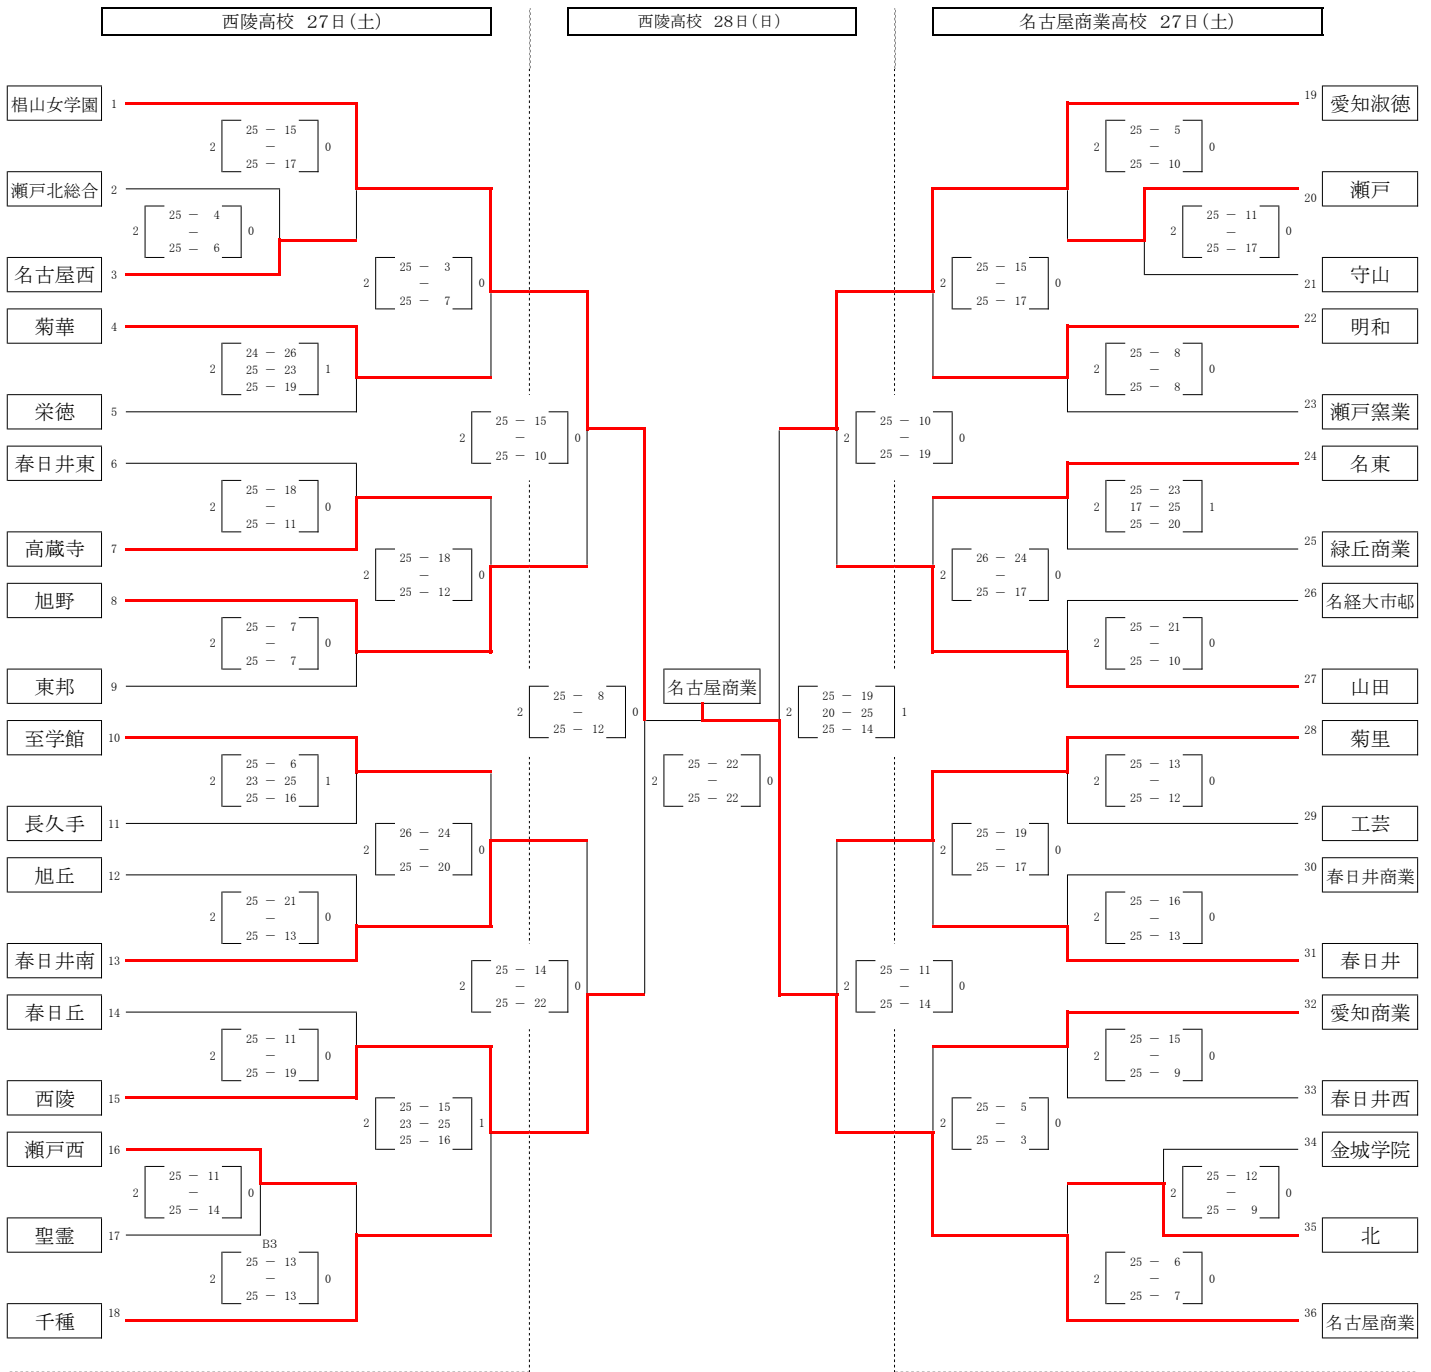 西陵高校 27日(土)
西陵高校 28日(日)
名古屋商業高校 27日(土)
椙山女学園 1
2 25 － 15 0
－
25 － 17
瀬戸北総合 2
2 25 － 4 0
－
25 － 6
名古屋西 3
2 25 － 3 0
－
25 － 7
菊華 4
2 24 － 26 1
25 － 23
25 － 19
栄徳 5
2 25 － 15 0
－
25 － 10
春日井東 6
2 25 － 18 0
－
25 － 11
高蔵寺 7
2 25 － 18 0
－
25 － 12
旭野 8
2 25 － 7 0
－
25 － 7
東邦 9
2 25 － 8 0
－
25 － 12
至学館 10
2 25 － 6 1
23 － 25
25 － 16
長久手 11
2 26 － 24 0
－
25 － 20
旭丘 12
2 25 － 21 0
－
25 － 13
春日井南 13
2 25 － 14 0
－
25 － 22
春日丘 14
2 25 － 11 0
－
25 － 19
西陵 15
2 25 － 15 1
23 － 25
25 － 16
瀬戸西 16
2 25 － 11 0
－
25 － 14
聖霊 17
B3
2 25 － 13 0
－
25 － 13
千種 18
名古屋商業
2 25 － 22 0
－
25 － 22
19 愛知淑徳
2 25 － 5 0
－
25 － 10
20 瀬戸
2 25 － 11 0
－
25 － 17
21 守山
2 25 － 15 0
－
25 － 17
22 明和
2 25 － 8 0
－
25 － 8
23 瀬戸窯業
2 25 － 10 0
－
25 － 19
24 名東
2 25 － 23 1
17 － 25
25 － 20
25 緑丘商業
2 26 － 24 0
－
25 － 17
26 名経大市邨
2 25 － 21 0
－
25 － 10
27 山田
2 25 － 19 1
20 － 25
25 － 14
28 菊里
2 25 － 13 0
－
25 － 12
29 工芸
2 25 － 19 0
－
25 － 17
30 春日井商業
2 25 － 16 0
－
25 － 13
31 春日井
2 25 － 11 0
－
25 － 14
32 愛知商業
2 25 － 15 0
－
25 － 9
33 春日井西
2 25 － 5 0
－
25 － 3
34 金城学院
2 25 － 12 0
－
25 － 9
35 北
2 25 － 6 0
－
25 － 7
36 名古屋商業